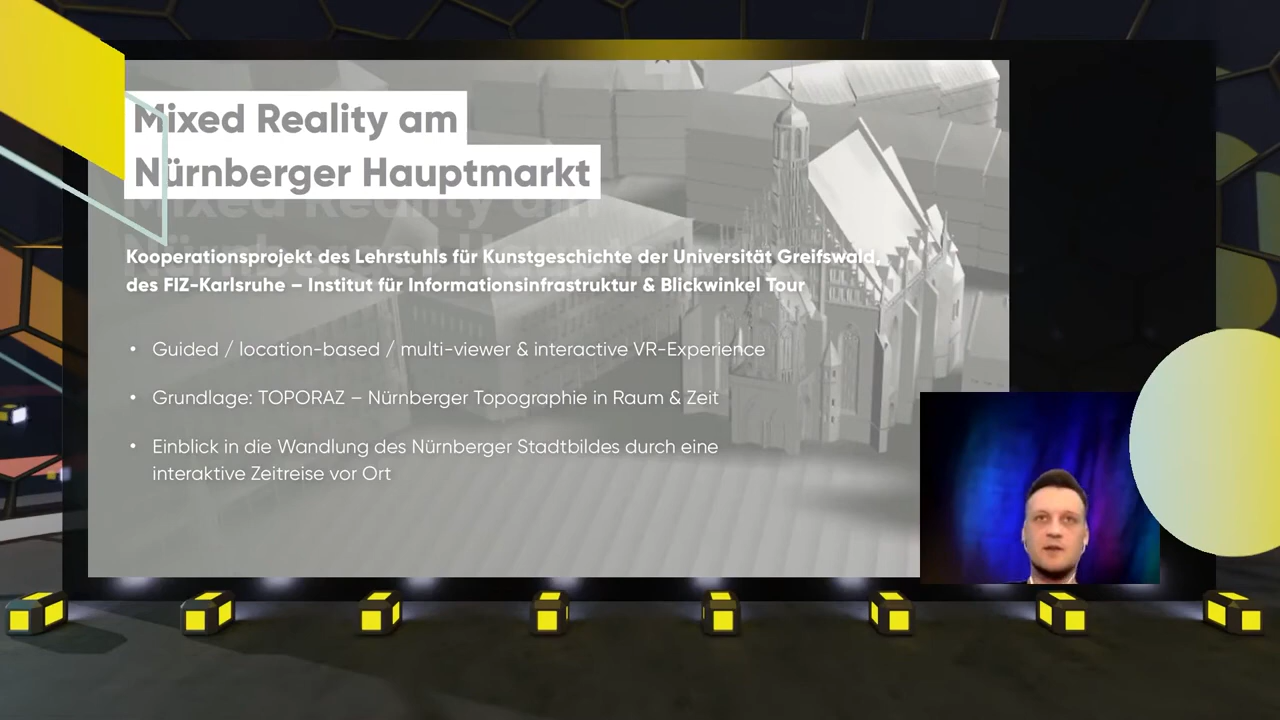 Mixed Reality am
Nürnberger Hauptmarkt
Kooperationsprojekt des Lehrstuhls für Kunstgeschichte der Universität Greifswald,
des FIZ-Karlsruhe – Institut für Informationsinfrastruktur & Blickwinkel Tour
• Guided / location-based / multi-viewer & interactive VR-Experience
• Grundlage: TOPORAZ – Nürnberger Topographie in Raum & Zeit
• Einblick in die Wandlung des Nürnberger Stadtbildes durch eine
interaktive Zeitreise vor Ort